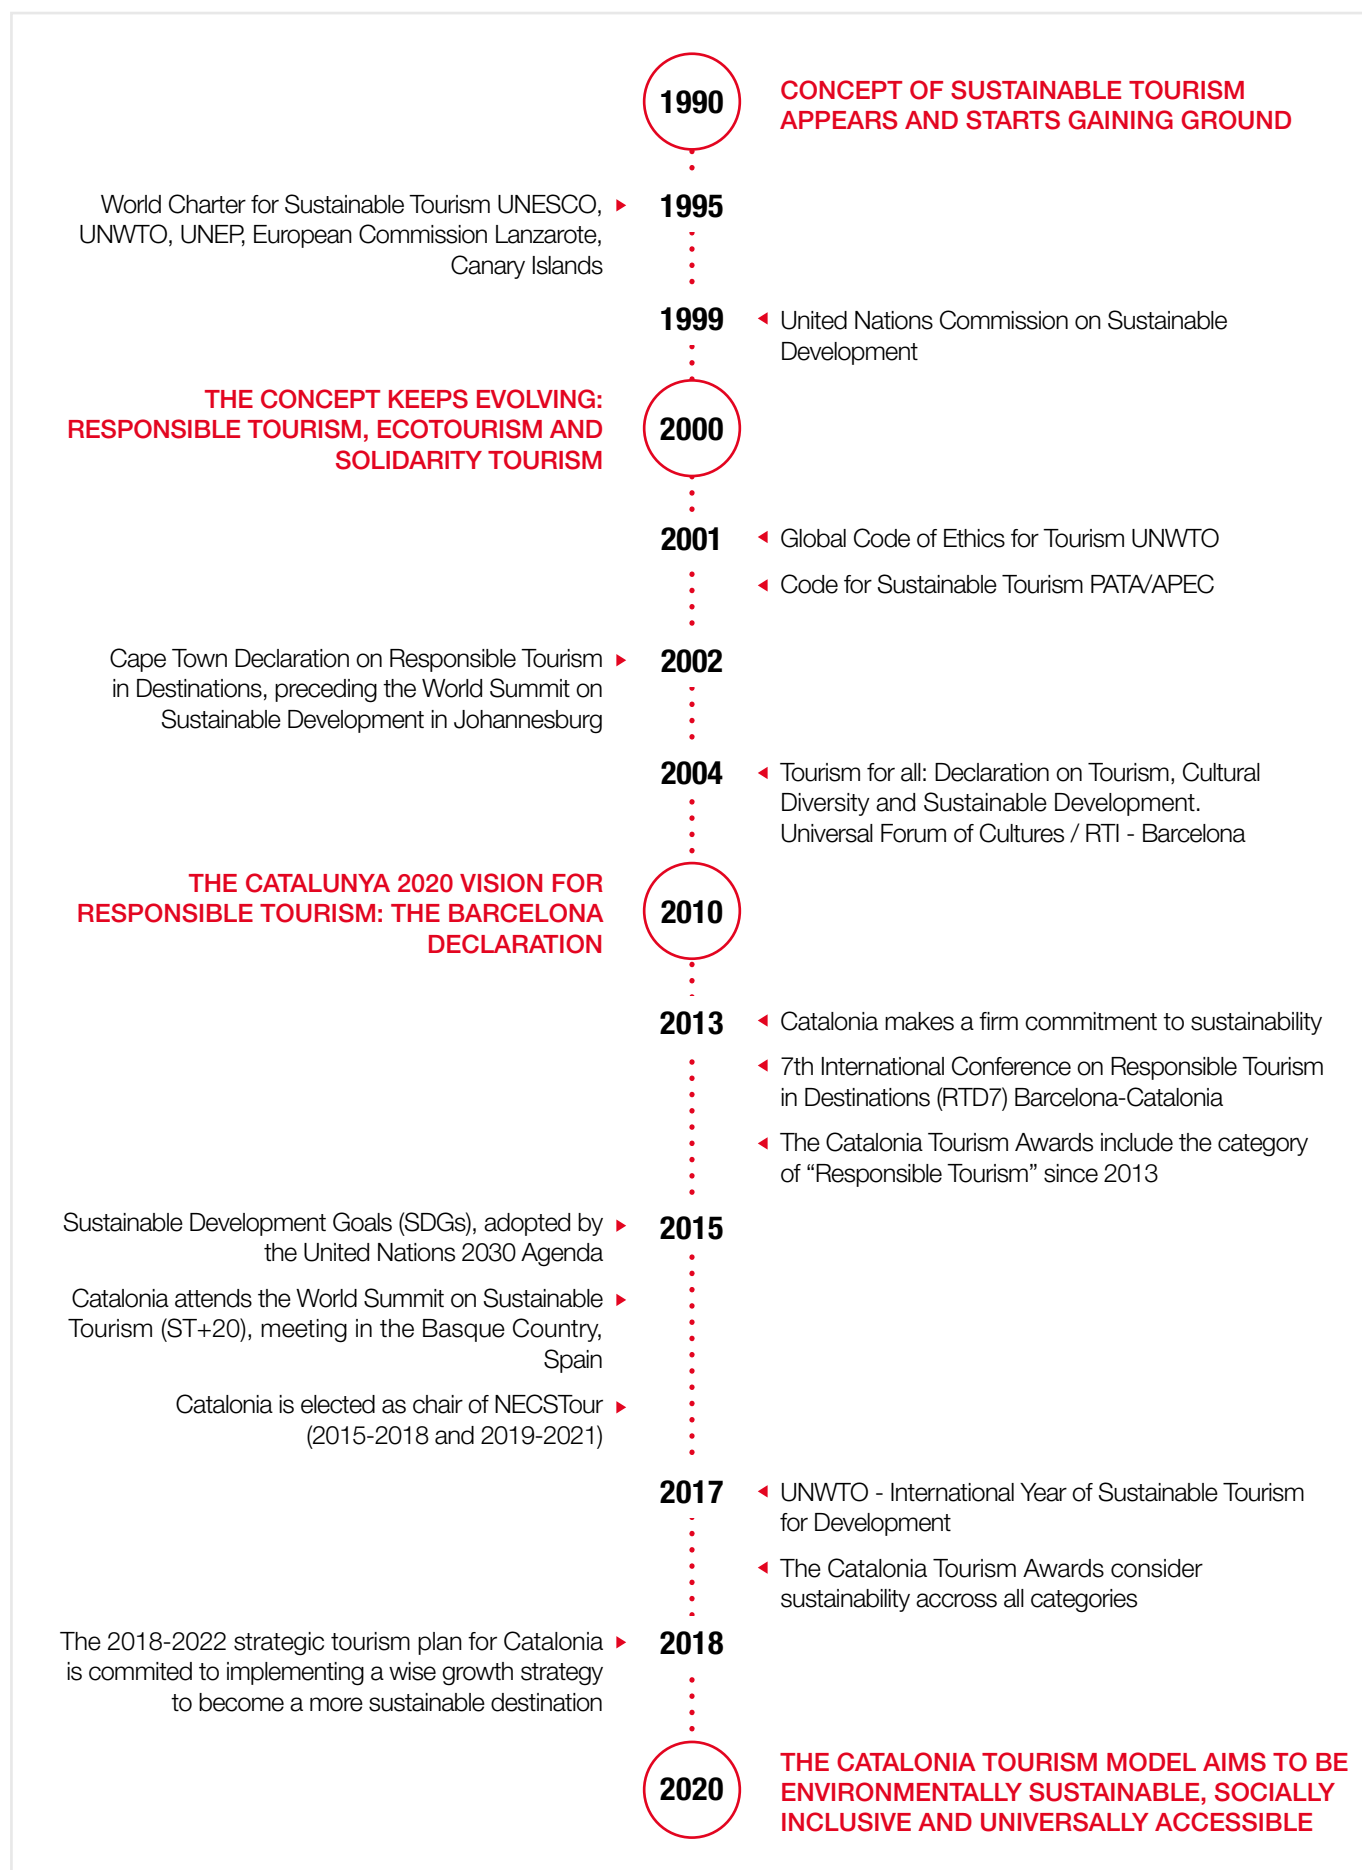 1990
CONCEPT OF SUSTAINABLE TOURISM
APPEARS AND STARTS GAINING GROUND
1995
World Charter for Sustainable Tourism UNESCO,
UNWTO, UNEP, European Commission Lanzarote,
Canary Islands
1999
United Nations Commission on Sustainable
Development
2000
THE CONCEPT KEEPS EVOLVING:
RESPONSIBLE TOURISM, ECOTOURISM AND
SOLIDARITY TOURISM
2001
Global Code of Ethics for Tourism UNWTO
Code for Sustainable Tourism PATA/APEC
2002
Cape Town Declaration on Responsible Tourism
in Destinations, preceding the World Summit on
Sustainable Development in Johannesburg
2004
Tourism for all: Declaration on Tourism, Cultural
Diversity and Sustainable Development.
Universal Forum of Cultures / RTI - Barcelona
2010
THE CATALUNYA 2020 VISION FOR
RESPONSIBLE TOURISM: THE BARCELONA
DECLARATION
2013
Catalonia makes a firm commitment to sustainability
7th International Conference on Responsible Tourism
in Destinations (RTD7) Barcelona-Catalonia
The Catalonia Tourism Awards include the category
of “Responsible Tourism” since 2013
2015
Sustainable Development Goals (SDGs), adopted by
the United Nations 2030 Agenda
Catalonia attends the World Summit on Sustainable
Tourism (ST+20), meeting in the Basque Country,
Spain
Catalonia is elected as chair of NECSTour
(2015-2018 and 2019-2021)
2017
UNWTO - International Year of Sustainable Tourism
for Development
The Catalonia Tourism Awards consider
sustainability accross all categories
2018
The 2018-2022 strategic tourism plan for Catalonia
is commited to implementing a wise growth strategy
to become a more sustainable destination
2020
THE CATALONIA TOURISM MODEL AIMS TO BE
ENVIRONMENTALLY SUSTAINABLE, SOCIALLY
INCLUSIVE AND UNIVERSALLY ACCESSIBLE